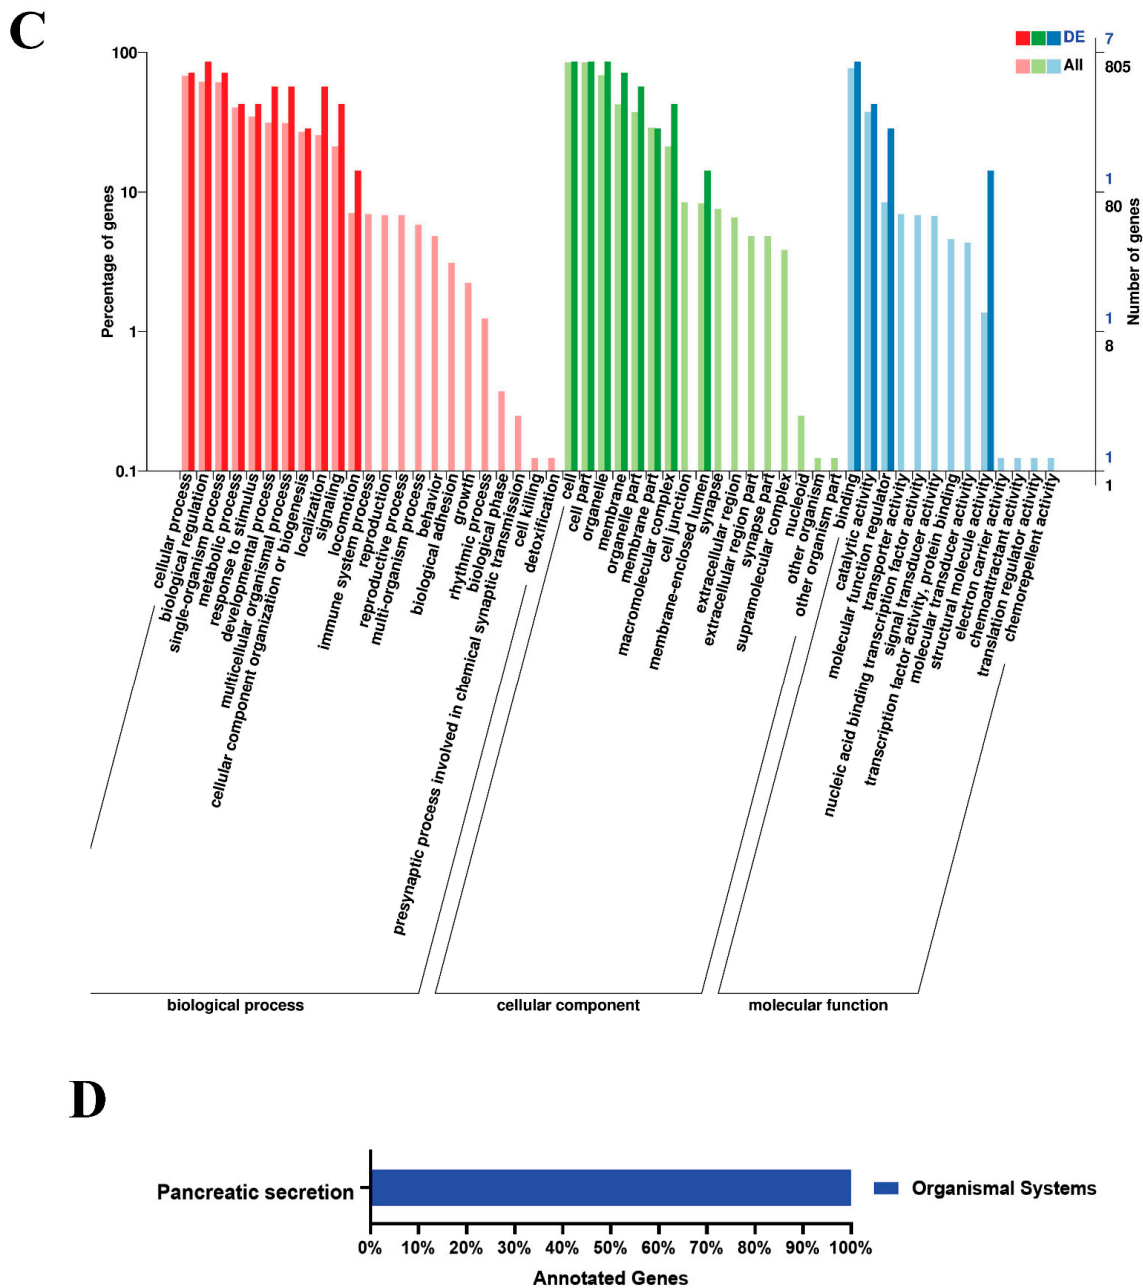 C
DE
All
7
805
1
80
1
8
1
1
100
10
1
0.1
Percentage of genes
Number of genes
cellular process
biological regulation
single-organism process
metabolic process
response to stimulus
developmental process
multicellular organismal process
cellular component organization or biogenesis
localization
signaling
locomotion
immune system process
reproduction
reproductive process
multi-organism process
behavior
biological adhesion
growth
rhythmic process
biological phase
presynaptic process involved in chemical synaptic transmission
cell killing
detoxification
cell
cell part
organelle
membrane
organelle part
membrane part
macromolecular complex
cell junction
membrane-enclosed lumen
synapse
extracellular region
extracellular region part
synapse part
supramolecular complex
nucleoid
other organism
other organism part
binding
catalytic activity
molecular function regulator
transporter activity
nucleic acid binding transcription factor activity
signal transducer activity
transcription factor activity, protein binding
molecular transducer activity
structural molecule activity
electron carrier activity
chemoattractant activity
translation regulator activity
chemorepellent activity
biological process
cellular component
molecular function
D
Pancreatic secretion
Organismal Systems
0% 10% 20% 30% 40% 50% 60% 70% 80% 90% 100%
Annotated Genes